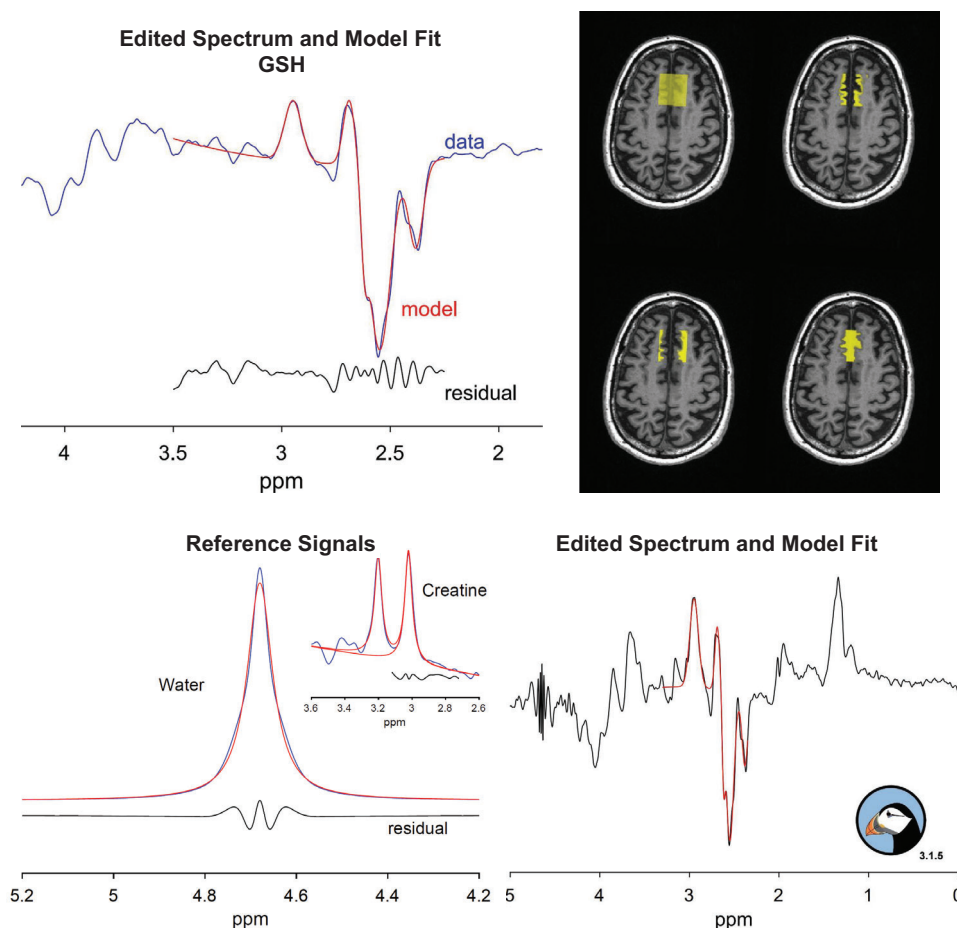 Edited Spectrum and Model Fit
GSH
data
model
residual
4 3.5 3 2.5 2
ppm
Reference Signals
Creatine
Water
3.6 3.4 3.2 3 2.8 2.6
ppm
residual
5.2 5 4.8 4.6 4.4 4.2
ppm
Edited Spectrum and Model Fit
3.1.5
5 4 3 2 1 0
ppm